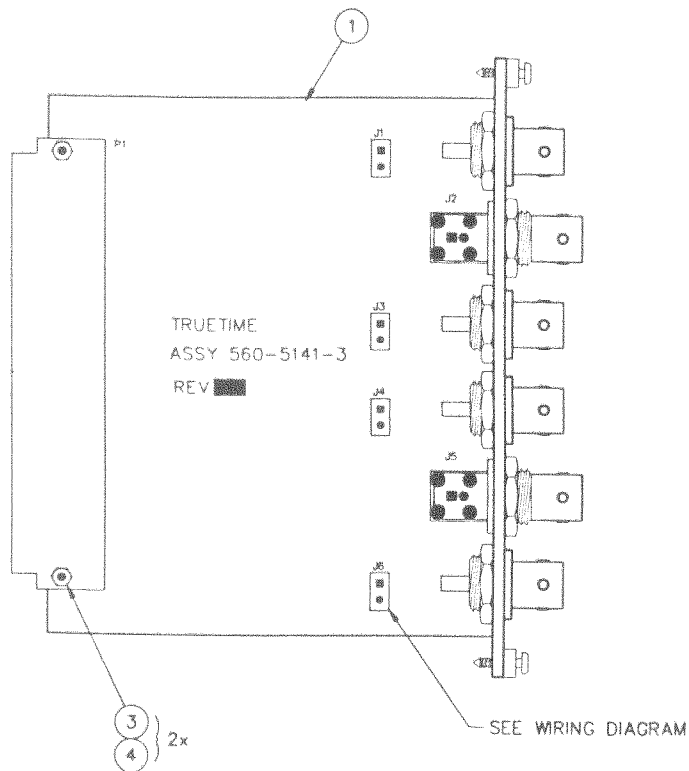 1
P1
J1
J2
TRUETIME
ASSY 560-5141-3
REV
J3
J4
J5
J6
3
4
2x
SEE WIRING DIAGRAM